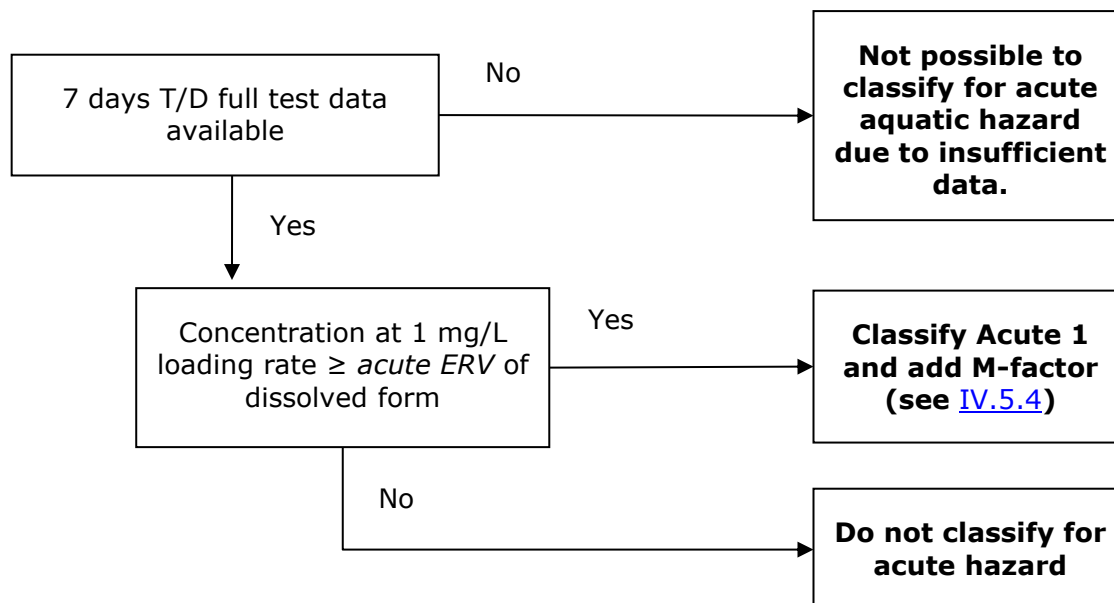 7 days T/D full test data
available
No
Not possible to
classify for acute
aquatic hazard
due to insufficient
data.
Yes
Concentration at 1 mg/L
loading rate ≥ acute ERV of
dissolved form
Yes
Classify Acute 1
and add M-factor
(see IV.5.4)
No
Do not classify for
acute hazard